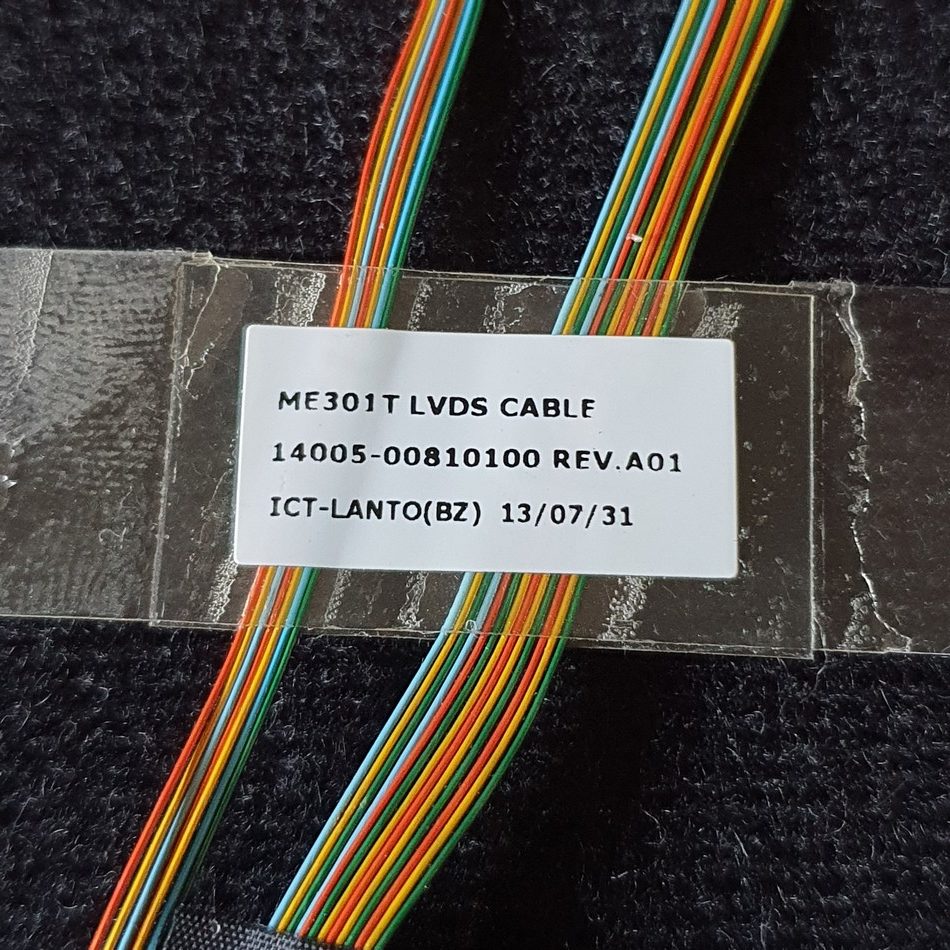 ME301T LVDS CABLE
14005-00810100 REV.A01
ICT-LANTO(BZ) 13/07/31